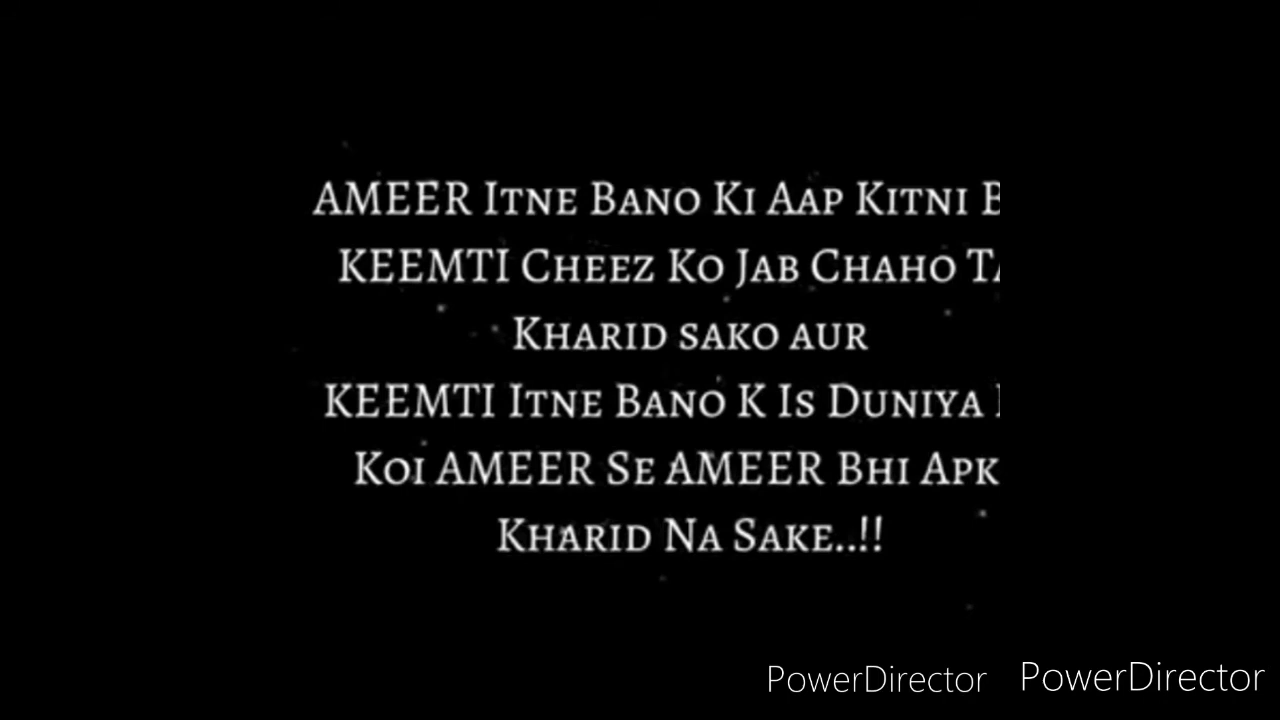 AMEER Itne Bano Ki Aap Kitni
KEEMTI Cheez Ko Jab Chaho
Kharid sako aur
KEEMTI Itne Bano K Is Duniya
Koi AMEER Se AMEER Bhi Apk
Kharid Na Sake..!!
PowerDirector PowerDirector